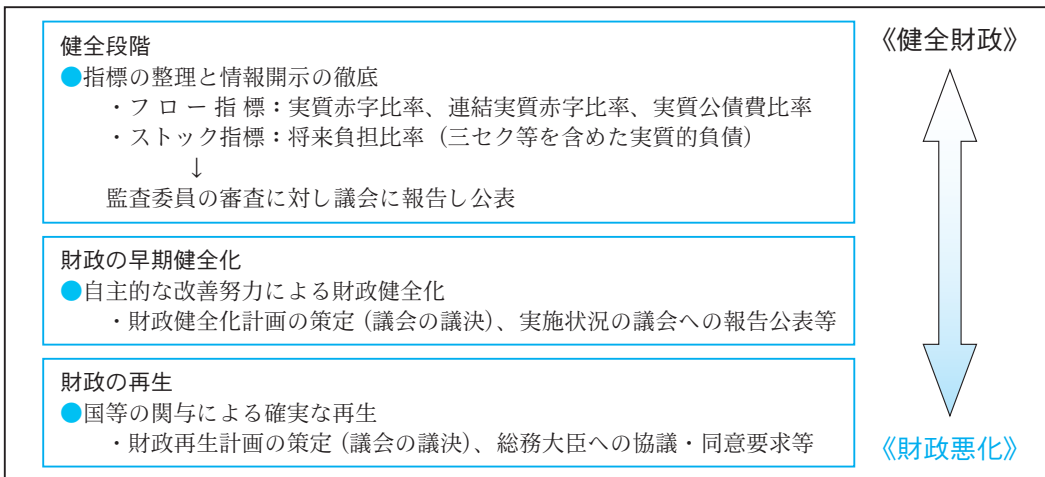 健全段階
●指標の整理と情報開示の徹底
・フロー指標：実質赤字比率、連結実質赤字比率、実質公債費比率
・ストック指標：将来負担比率（三セク等を含めた実質的負債）
↓
監査委員の審査に対し議会に報告し公表
財政の早期健全化
●自主的な改善努力による財政健全化
・財政健全化計画の策定（議会の議決）、実施状況の議会への報告公表等
財政の再生
●国等の関与による確実な再生
・財政再生計画の策定（議会の議決）、総務大臣への協議・同意要求等
《健全財政》
《財政悪化》